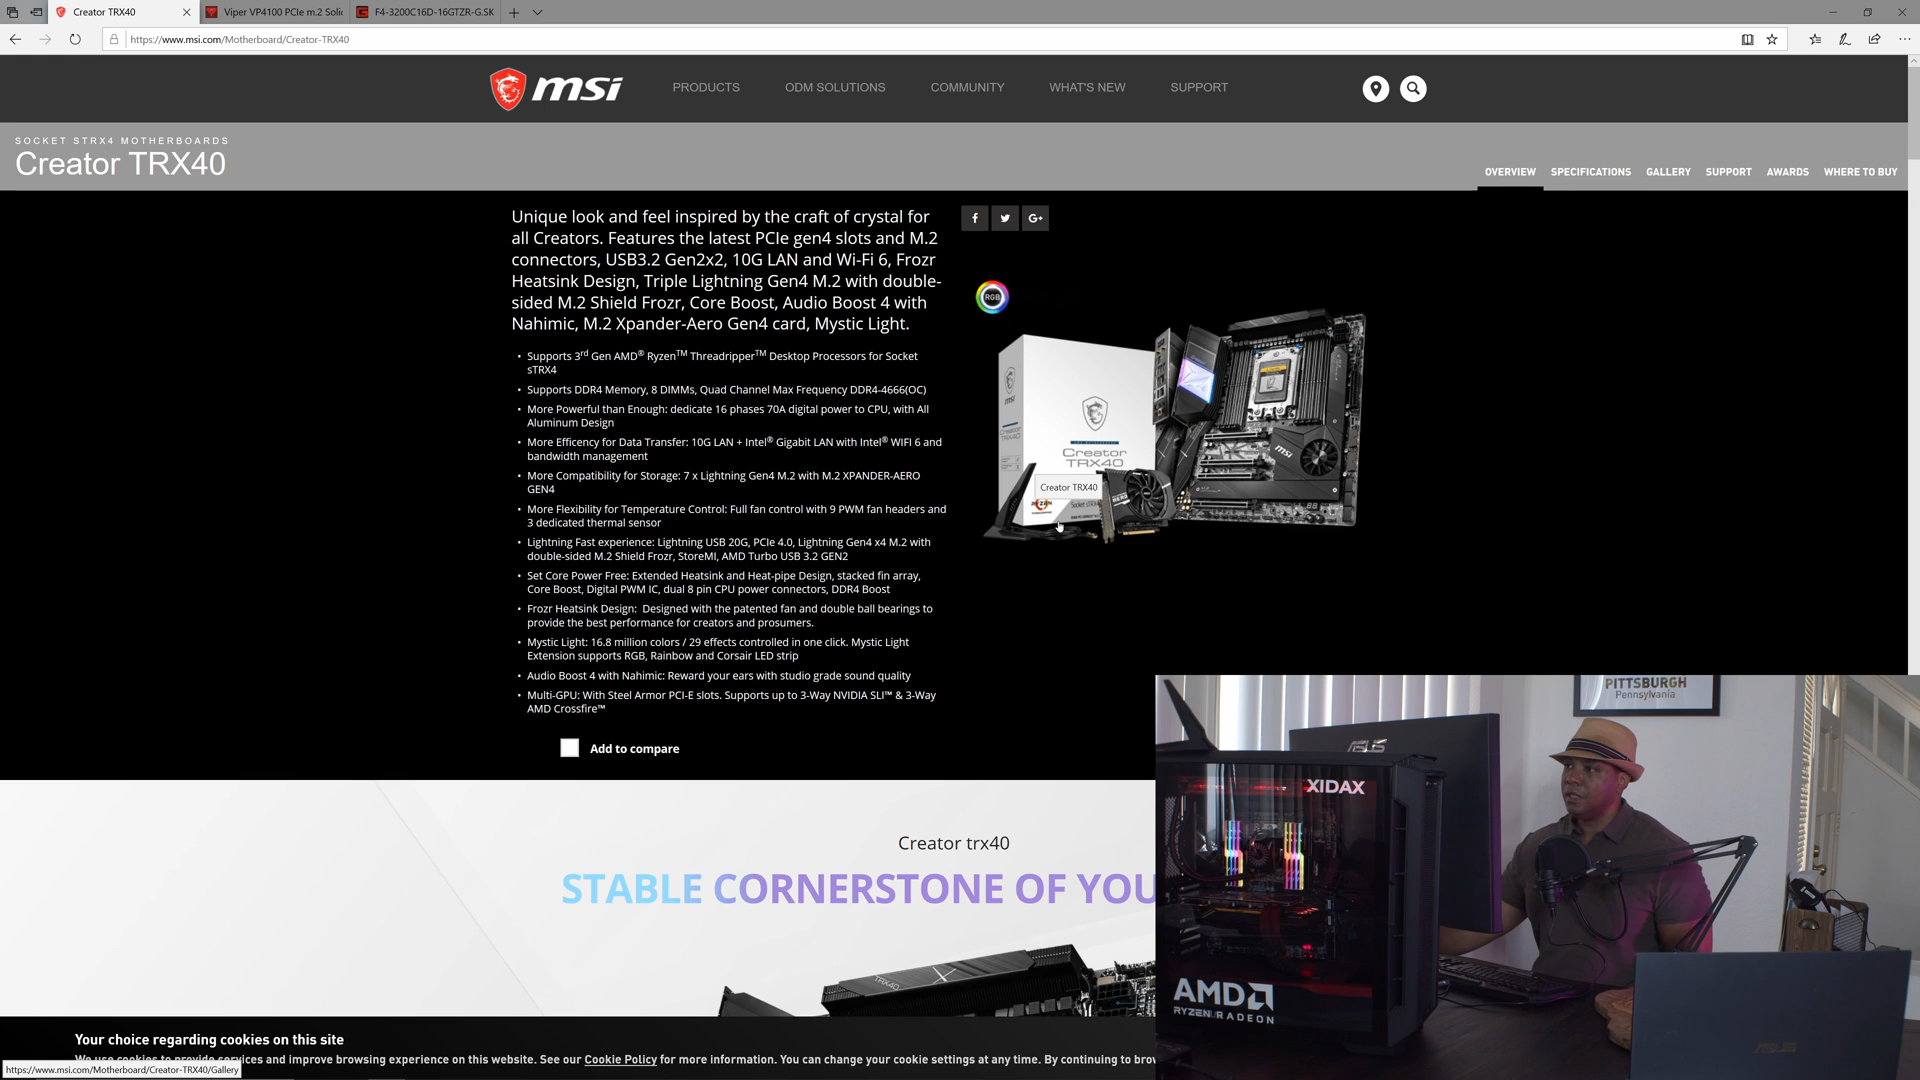 Creator TRX40
Viper VP4100 PCIe m.2 Soli
F4-3200C16D-16GTZR-G.SK
https://www.msi.com/Motherboard/Creator-TRX40
msi
PRODUCTS
ODM SOLUTIONS
COMMUNITY
WHAT'S NEW
SUPPORT
SOCKET STRX4 MOTHERBOARDS
Creator TRX40
OVERVIEW
SPECIFICATIONS
GALLERY
SUPPORT
AWARDS
WHERE TO BUY
Unique look and feel inspired by the craft of crystal for
all Creators. Features the latest PCIe gen4 slots and M.2
connectors, USB3.2 Gen2x2, 10G LAN and Wi-Fi 6, Frozr
Heatsink Design, Triple Lightning Gen4 M.2 with double-
sided M.2 Shield Frozr, Core Boost, Audio Boost 4 with
Nahimic, M.2 Xpander-Aero Gen4 card, Mystic Light.
• Supports 3rd Gen AMD® Ryzen™ Threadripper™ Desktop Processors for Socket
sTRX4
• Supports DDR4 Memory, 8 DIMMs, Quad Channel Max Frequency DDR4-4666(OC)
• More Powerful than Enough: dedicate 16 phases 70A digital power to CPU, with All
Aluminum Design
• More Efficency for Data Transfer: 10G LAN + Intel® Gigabit LAN with Intel® WIFI 6 and
bandwidth management
• More Compatibility for Storage: 7 x Lightning Gen4 M.2 with M.2 XPANDER-AERO
GEN4
• More Flexibility for Temperature Control: Full fan control with 9 PWM fan headers and
3 dedicated thermal sensor
• Lightning Fast experience: Lightning USB 20G, PCIe 4.0, Lightning Gen4 x4 M.2 with
double-sided M.2 Shield Frozr, StoreMI, AMD Turbo USB 3.2 GEN2
• Set Core Power Free: Extended Heatsink and Heat-pipe Design, stacked fin array,
Core Boost, Digital PWM IC, dual 8 pin CPU power connectors, DDR4 Boost
• Frozr Heatsink Design: Designed with the patented fan and double ball bearings to
provide the best performance for creators and prosumers.
• Mystic Light: 16.8 million colors / 29 effects controlled in one click. Mystic Light
Extension supports RGB, Rainbow and Corsair LED strip
• Audio Boost 4 with Nahimic: Reward your ears with studio grade sound quality
• Multi-GPU: With Steel Armor PCI-E slots. Supports up to 3-Way NVIDIA SLI™ & 3-Way
AMD Crossfire™
Add to compare
f
G+
RGB
msi
Creator
TRX40
Creator TRX40
RYZEN
msi
Creator trx40
STABLE CORNERSTONE OF YOU
TRX40
PITTSBURGH
Pennsylvania
ASUS
XIDAX
AMD
RYZEN RADEON
ASUS
Your choice regarding cookies on this site
We use cookies to provide services and improve browsing experience on this website. See our Cookie Policy for more information. You can change your cookie settings at any time. By continuing to brow
https://www.msi.com/Motherboard/Creator-TRX40/Gallery